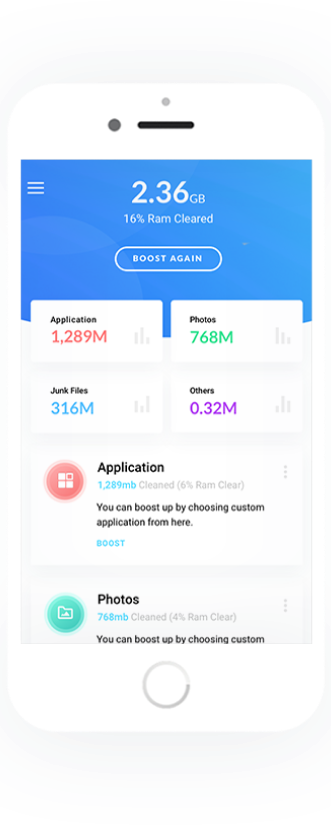 2.36GB
16% Ram Cleared
BOOST AGAIN
Application
1,289M
Photos
768M
Junk Files
316M
Others
0.32M
Application
1,289mb Cleaned (6% Ram Clear)
You can boost up by choosing custom
application from here.
BOOST
Photos
768mb Cleaned (4% Ram Clear)
You can boost up by choosing custom